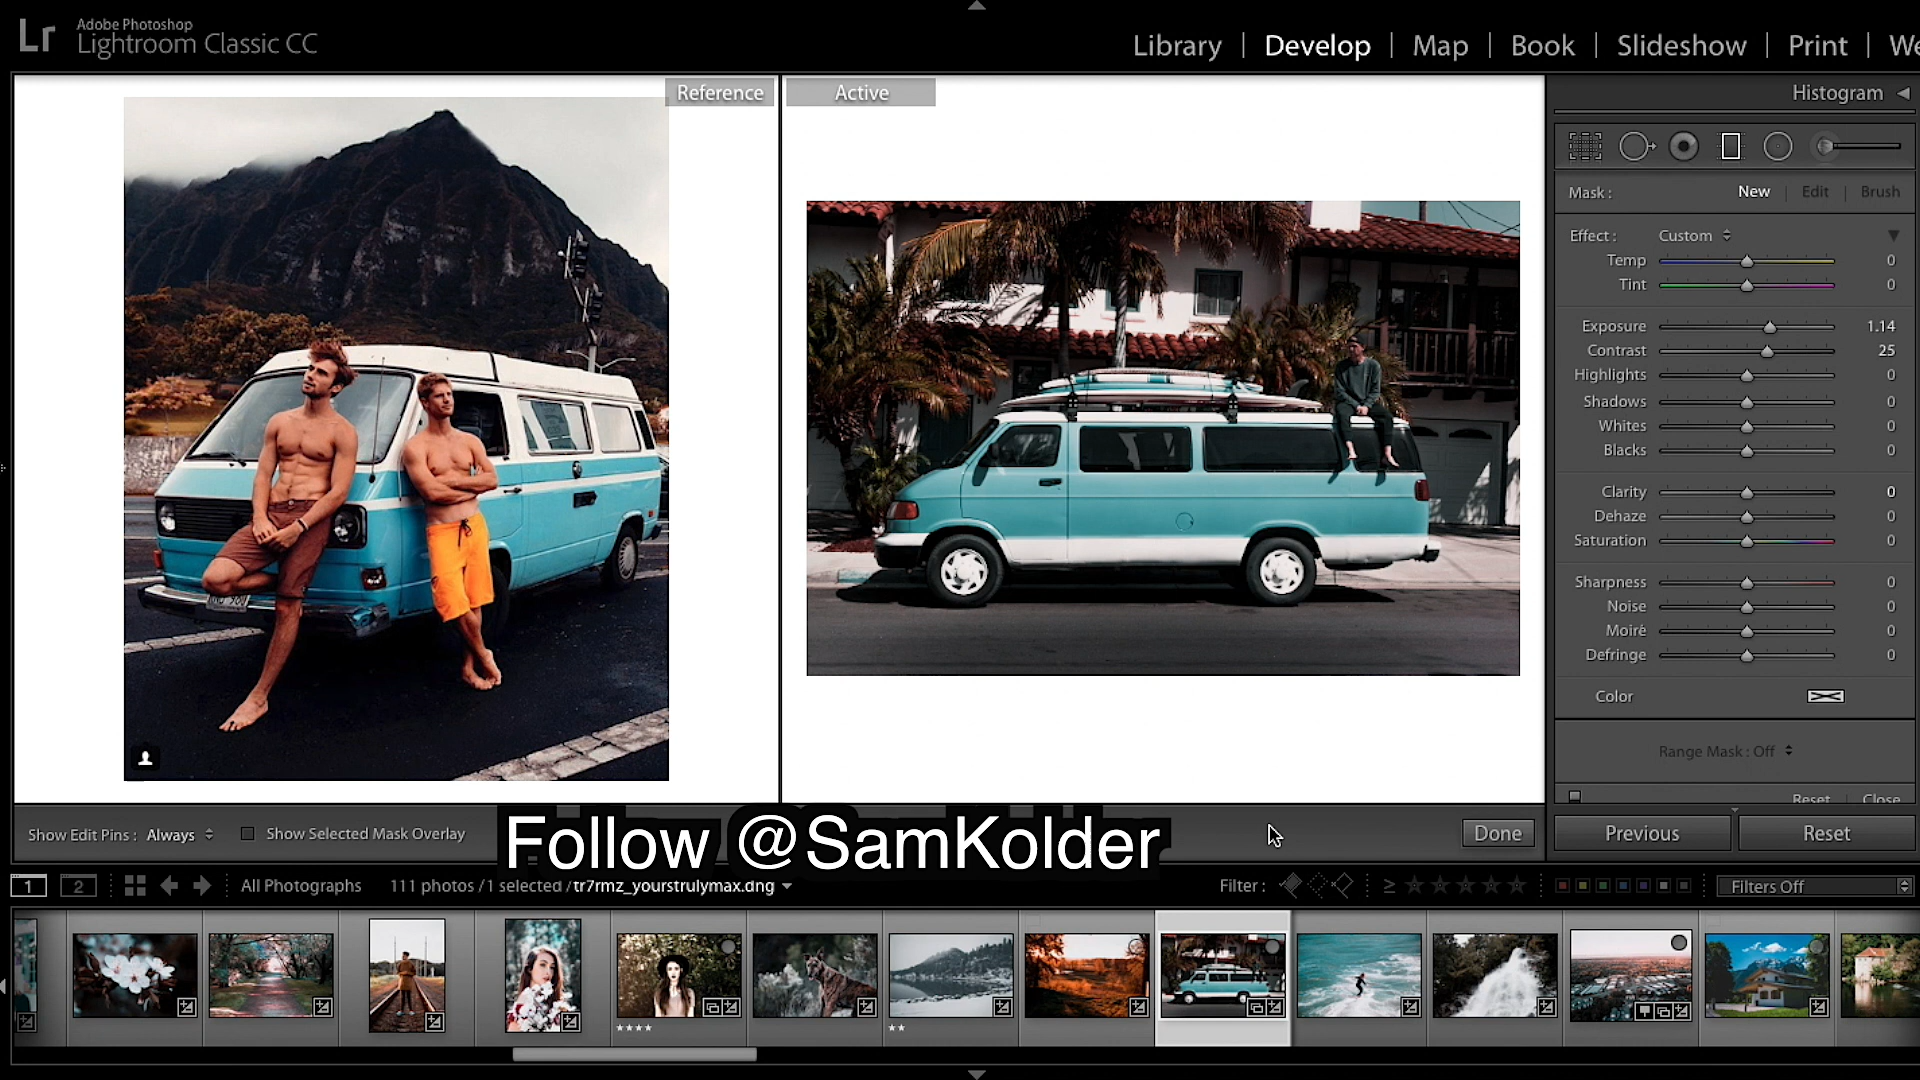 Lr Adobe Photoshop
Lightroom Classic CC
Library | Develop | Map | Book | Slideshow | Print | We
Reference
Active
Histogram
Mask : New | Edit | Brush
Effect : Custom
Temp 0
Tint 0
Exposure 1.14
Contrast 25
Highlights 0
Shadows 0
Whites 0
Blacks 0
Clarity 0
Dehaze 0
Saturation 0
Sharpness 0
Noise 0
Moiré 0
Defringe 0
Color
Range Mask : Off
Reset | Close
Show Edit Pins : Always
Show Selected Mask Overlay
Follow @SamKolder
Done
Previous
Reset
1 2
All Photographs
111 photos /1 selected /tr7rmz_yourstrulymax.dng
Filter :
≥
Filters Off